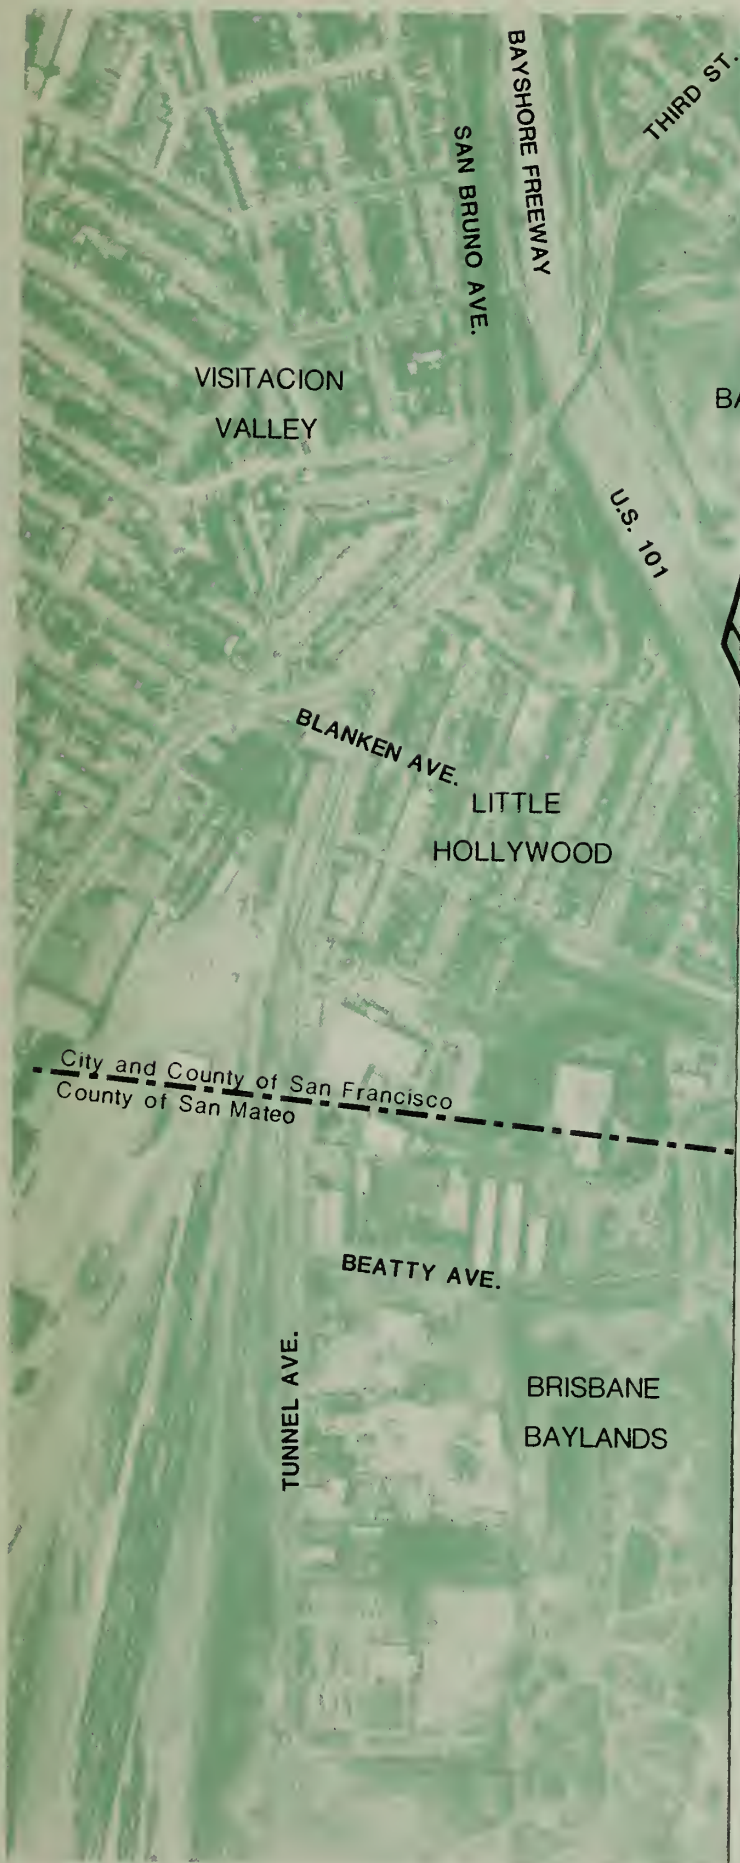 THIRD ST.
BAYSHORE FREEWAY
SAN BRUNO AVE.
VISITACION
VALLEY
BA
U.S. 101
BLANKEN AVE.
LITTLE
HOLLYWOOD
City and County of San Francisco
County of San Mateo
BEATTY AVE.
TUNNEL AVE.
BRISBANE
BAYLANDS